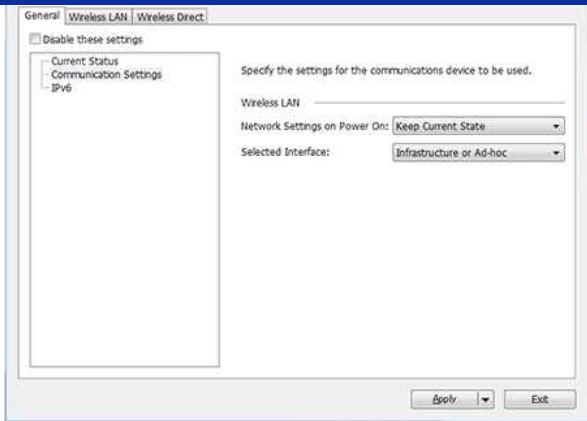 General Wireless LAN Wireless Direct
Disable these settings
Current Status
Communication Settings
IPv6
Specify the settings for the communications device to be used.
Wireless LAN
Network Settings on Power On: Keep Current State
Selected Interface: Infrastructure or Ad-hoc
Apply Exit